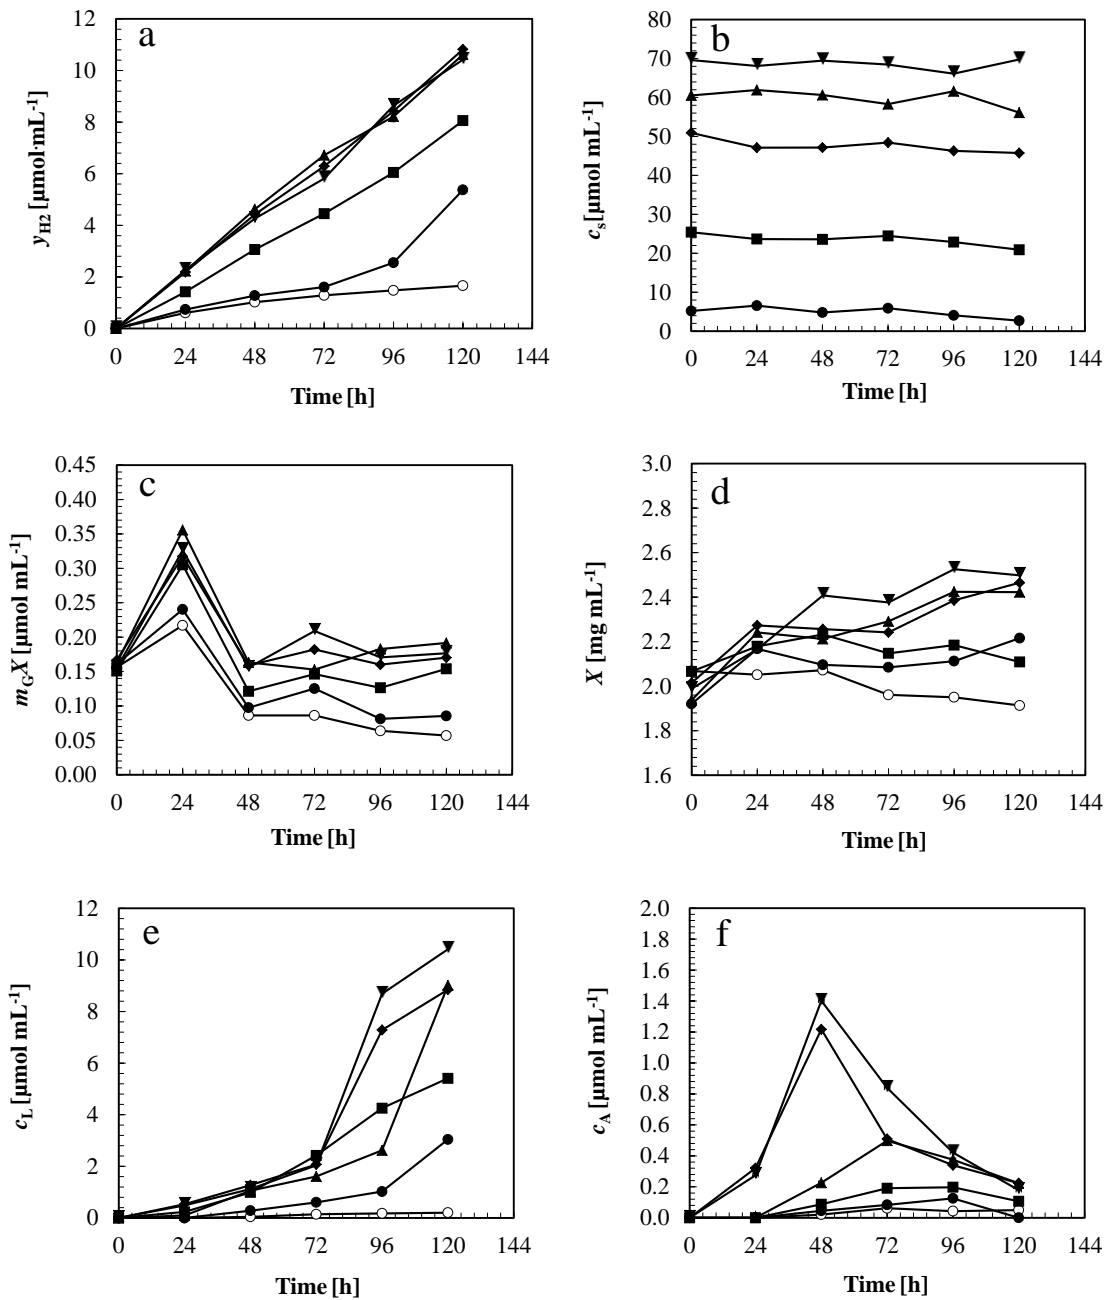 a
12
10
8
6
4
2
0
y_H2 [µmol·mL⁻¹]
0 24 48 72 96 120 144
Time [h]
b
80
70
60
50
40
30
20
10
0
c_s[µmol mL⁻¹]
0 24 48 72 96 120 144
Time [h]
c
0.45
0.40
0.35
0.30
0.25
0.20
0.15
0.10
0.05
0.00
m_G X [µmol mL⁻¹]
0 24 48 72 96 120 144
Time [h]
d
3.0
2.8
2.6
2.4
2.2
2.0
1.8
1.6
X [mg mL⁻¹]
0 24 48 72 96 120 144
Time [h]
e
12
10
8
6
4
2
0
c_L [µmol mL⁻¹]
0 24 48 72 96 120 144
Time [h]
f
2.0
1.8
1.6
1.4
1.2
1.0
0.8
0.6
0.4
0.2
0.0
c_A [µmol mL⁻¹]
0 24 48 72 96 120 144
Time [h]